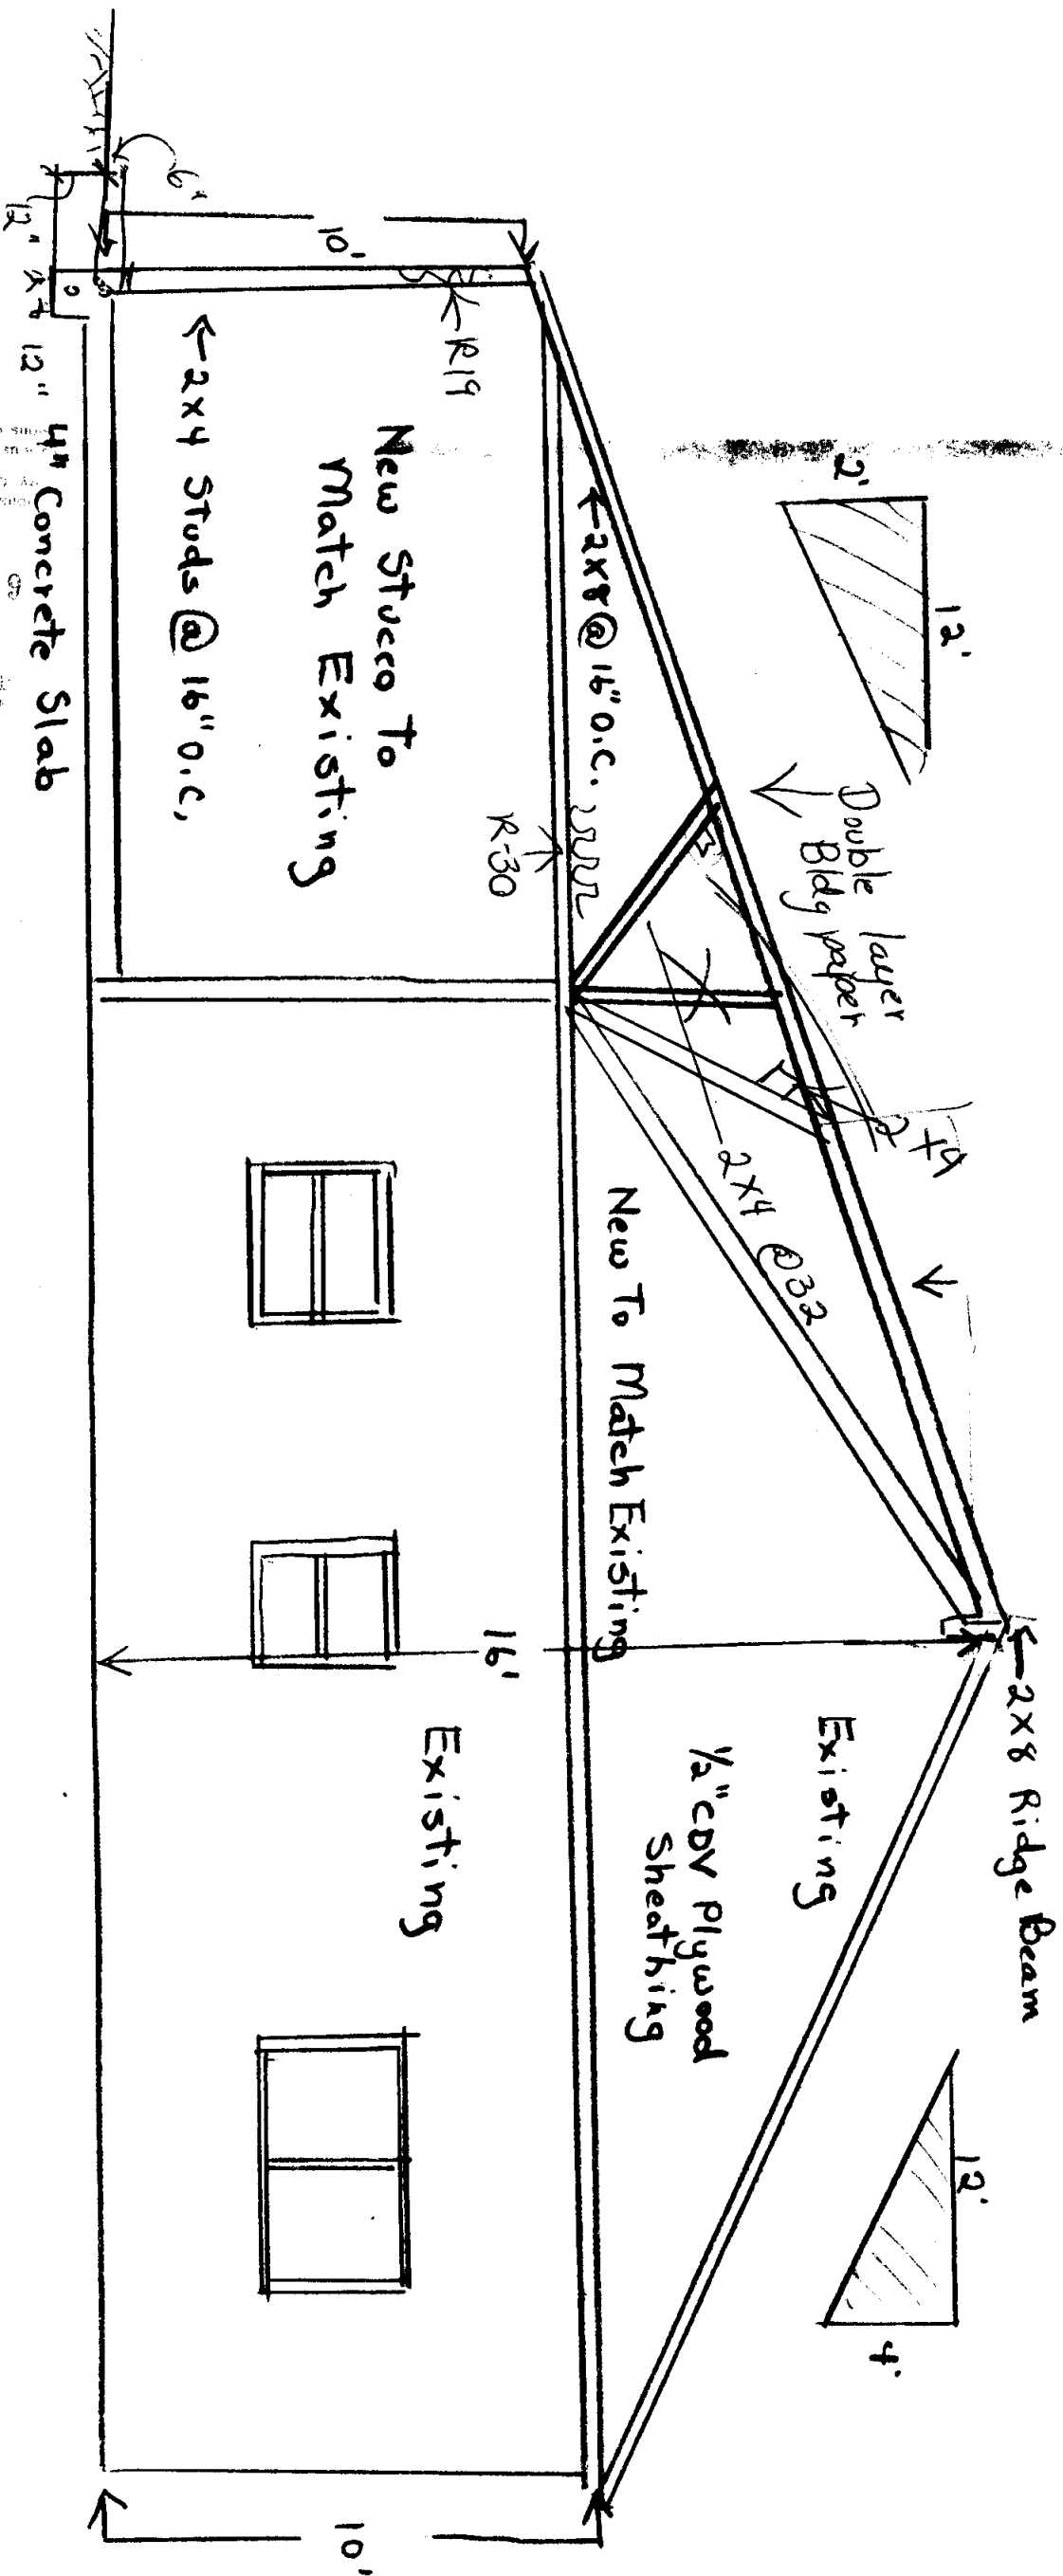 2x8 Ridge Beam
12'
4'
12'
2'
Double layer
Bldg paper
2x4
Existing
1/2" CDV Plywood
Sheathing
2x4 @32
New To Match Existing
←2x8@16"O.C.
R-30
R19
10'
10'
16'
New Stucco To
Match Existing
Existing
←2x4 Studs@16"O.C.
6"
12"
12"
4" Concrete Slab